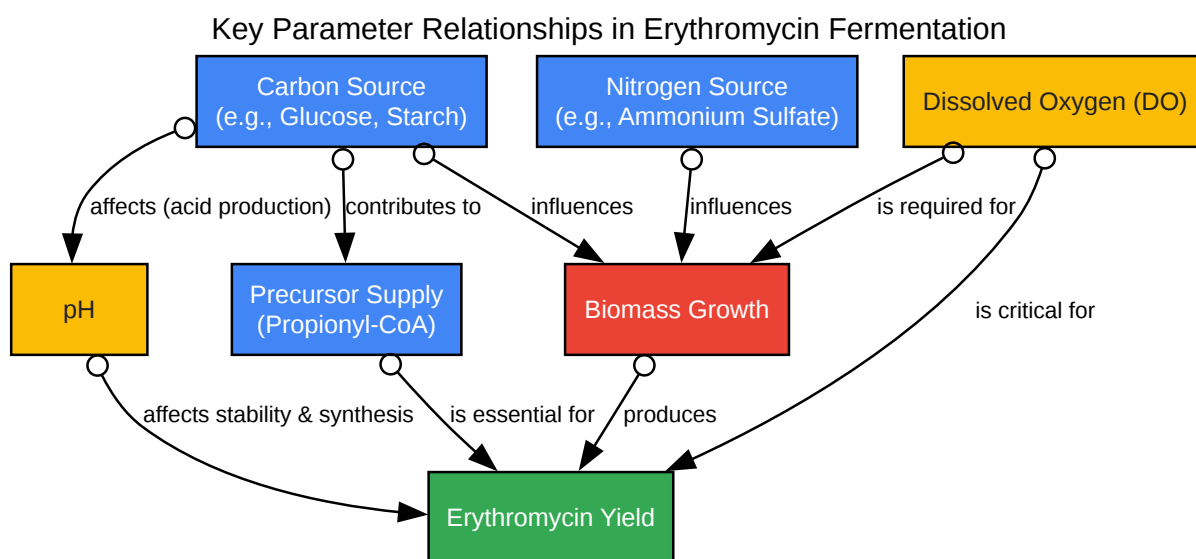 Key Parameter Relationships in Erythromycin Fermentation
Carbon Source
(e.g., Glucose, Starch)
Nitrogen Source
(e.g., Ammonium Sulfate)
Dissolved Oxygen (DO)
affects (acid production)
contributes to
influences
influences
is required for
pH
Precursor Supply
(Propionyl-CoA)
Biomass Growth
is critical for
affects stability & synthesis
is essential for
produces
Erythromycin Yield